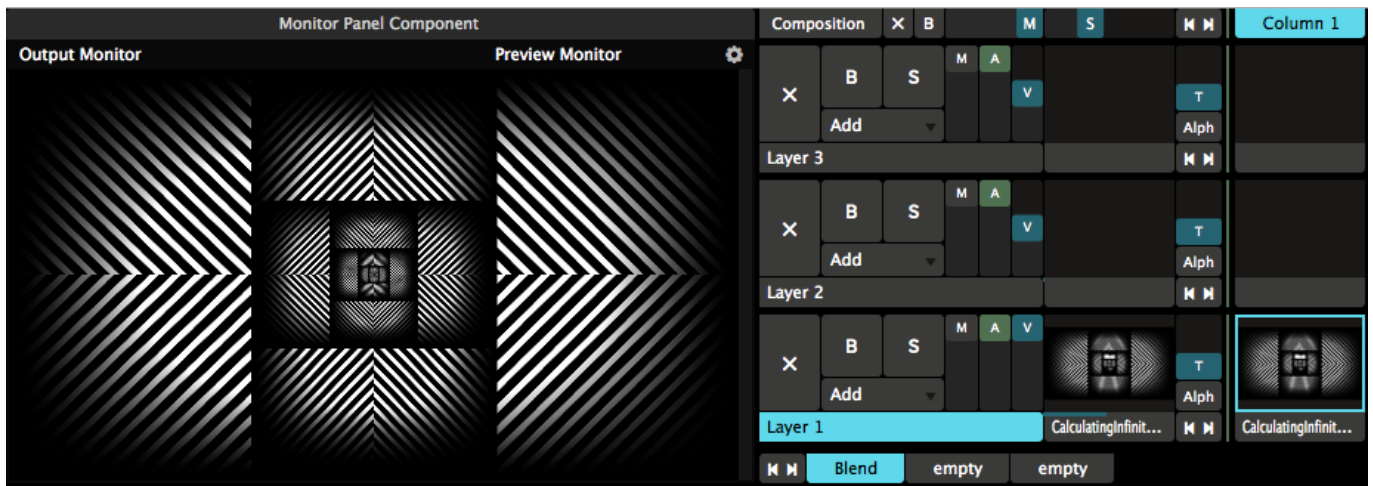 Monitor Panel Component
Output Monitor Preview Monitor
Composition × B M S Column 1
B S M A V T
Add Alph
Layer 3
B S M A V T
Add Alph
Layer 2
B S M A V T
Add Alph
Layer 1 CalculatingInfinit... CalculatingInfinit...
Blend empty empty